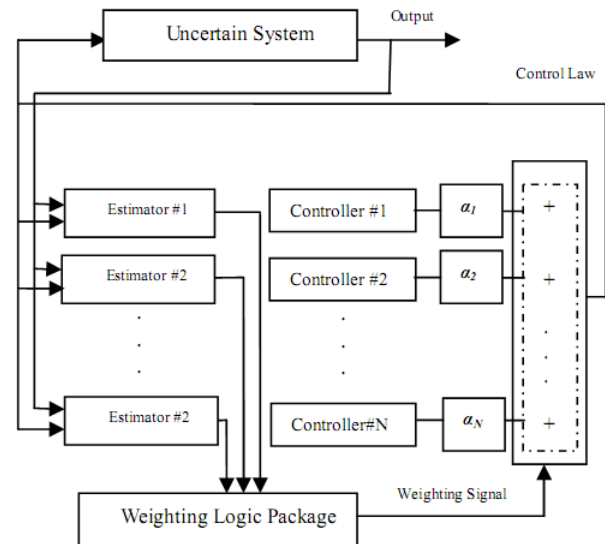 Output
Uncertain System
Control Law
Estimator #1
Controller #1
α1
+
Estimator #2
Controller #2
α2
+
.
.
.
.
.
.
.
.
.
.
Estimator #2
Controller#N
αN
+
Weighting Signal
Weighting Logic Package